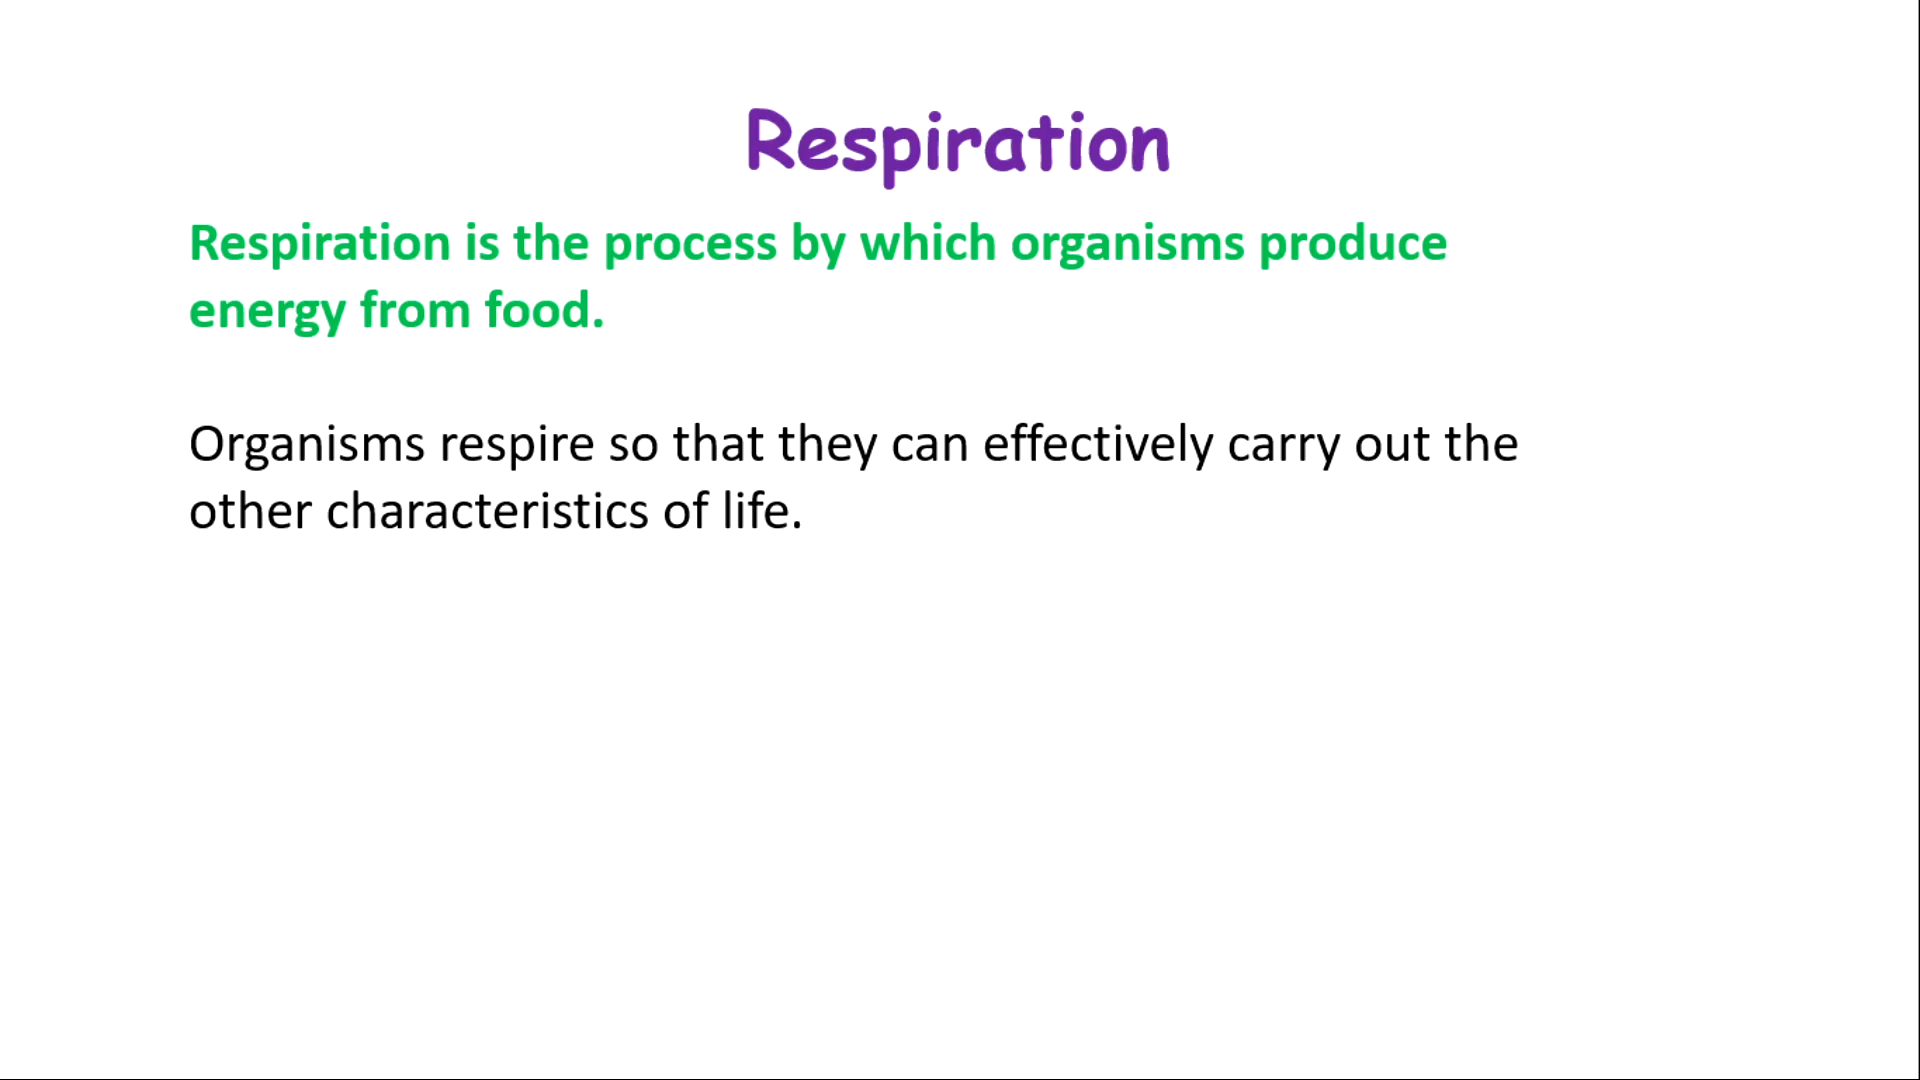 Respiration
Respiration is the process by which organisms produce
energy from food.
Organisms respire so that they can effectively carry out the
other characteristics of life.